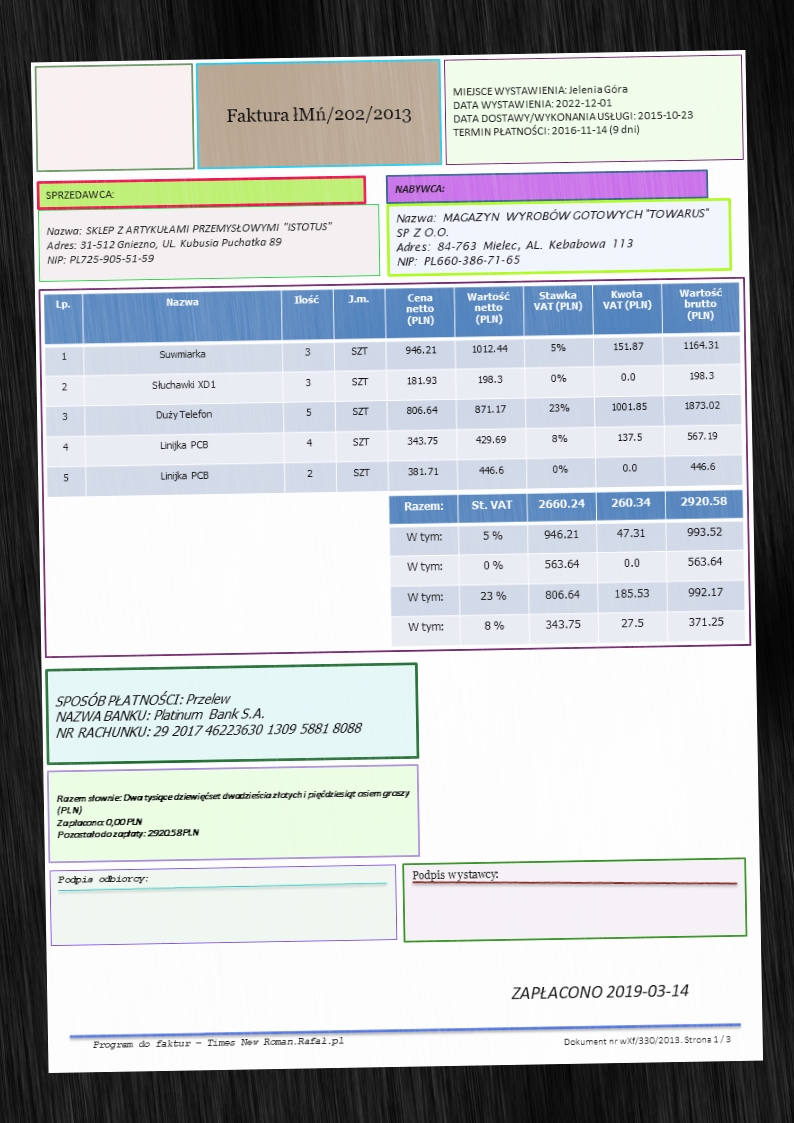 Faktura łMń/202/2013
MIEJSCE WYSTAWIENIA: Jelenia Góra
DATA WYSTAWIENIA: 2022-12-01
DATA DOSTAWY/WYKONANIA USŁUGI: 2015-10-23
TERMIN PŁATNOŚCI: 2016-11-14 (9 dni)
SPRZEDAWCA:
Nazwa: SKLEP Z ARTYKUŁAMI PRZEMYSŁOWYMI "ISTOTUS"
Adres: 31-512 Gniezno, UL. Kubusia Puchatka 89
NIP: PL725-905-51-59
NABYWCA:
Nazwa: MAGAZYN WYROBÓW GOTOWYCH "TOWARUS"
SP Z O.O.
Adres: 84-763 Mielec, AL. Kebabowa 113
NIP: PL660-386-71-65
Lp. Nazwa Ilość J.m. Cena netto (PLN) Wartość netto (PLN) Stawka VAT (PLN) Kwota VAT (PLN) Wartość brutto (PLN)
1 Suwmiarka 3 SZT 946.21 1012.44 5% 151.87 1164.31
2 Słuchawki XD1 3 SZT 181.93 198.3 0% 0.0 198.3
3 Duży Telefon 5 SZT 806.64 871.17 23% 1001.85 1873.02
4 Linijka PCB 4 SZT 343.75 429.69 8% 137.5 567.19
5 Linijka PCB 2 SZT 381.71 446.6 0% 0.0 446.6
Razem: St. VAT 2660.24 260.34 2920.58
W tym: 5 % 946.21 47.31 993.52
W tym: 0 % 563.64 0.0 563.64
W tym: 23 % 806.64 185.53 992.17
W tym: 8 % 343.75 27.5 371.25
SPOSÓB PŁATNOŚCI: Przelew
NAZWA BANKU: Platinum Bank S.A.
NR RACHUNKU: 29 2017 46223630 1309 5881 8088
Razem słownie: Dwa tysiące dziewięćset dwadzieścia złotych i pięćdziesiąt osiem groszy
(PLN)
Zapłacono: 0,00 PLN
Pozostało do zapłaty: 2920.58 PLN
Podpis odbiorcy:
Podpis wystawcy:
ZAPŁACONO 2019-03-14
Program do faktur – Times New Roman.Rafał.pl
Dokument nr wXf/330/2013. Strona 1 / 3